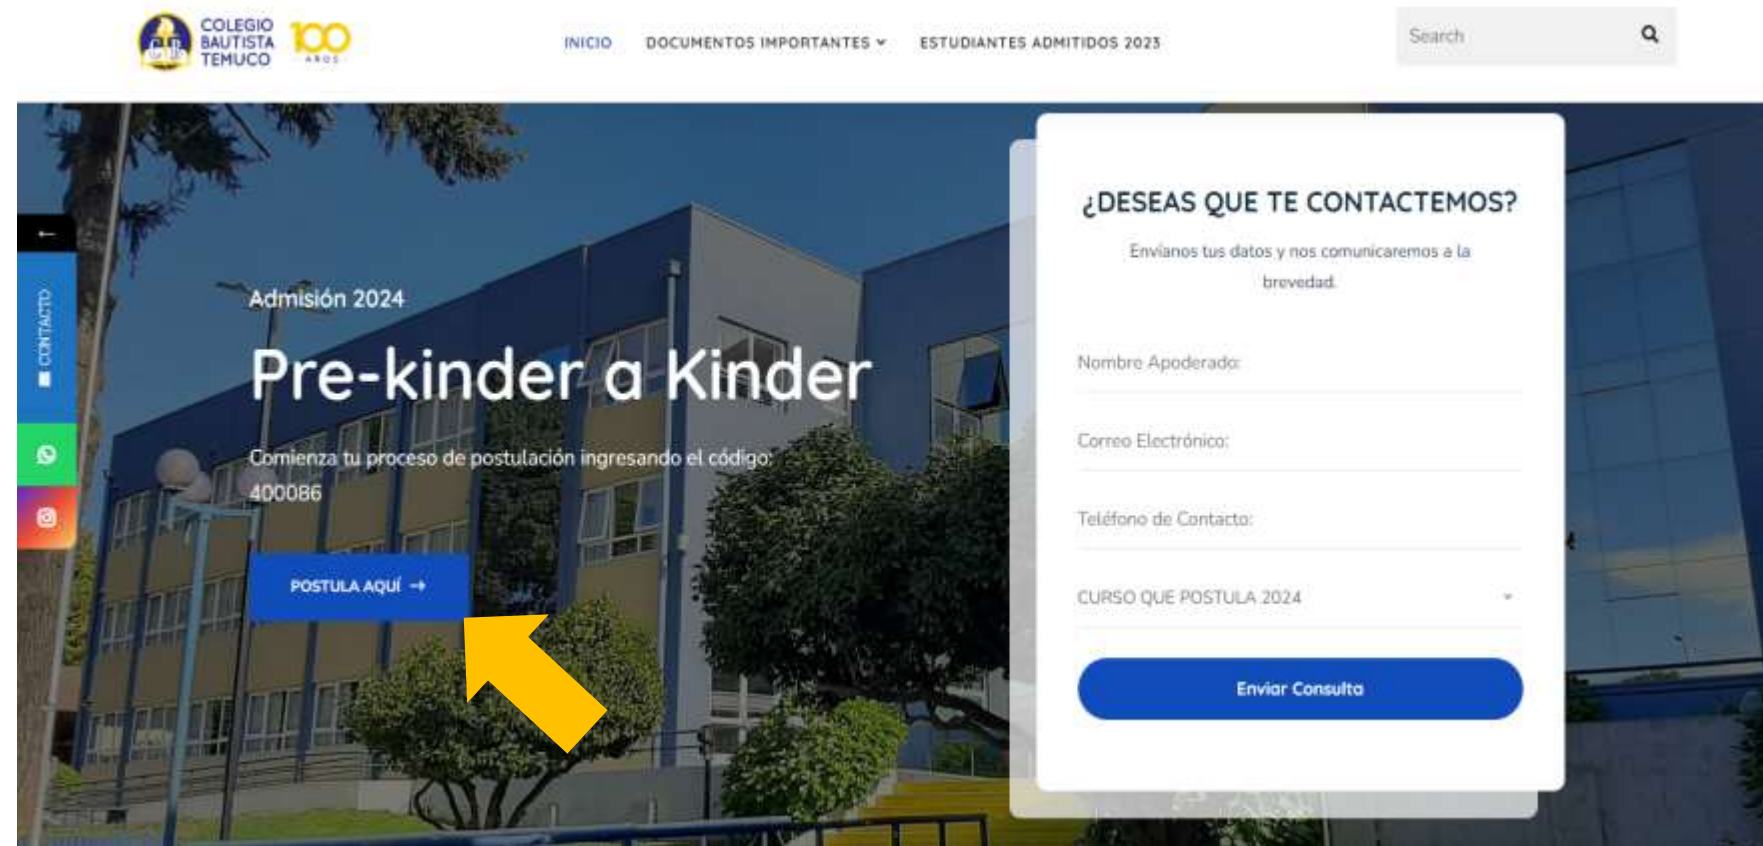 COLEGIO
BAUTISTA
TEMUCO
100
AÑOS
INICIO
DOCUMENTOS IMPORTANTES
ESTUDIANTES ADMITIDOS 2023
Search
CONTACTO
Admisión 2024
Pre-kinder a Kinder
Comienza tu proceso de postulación ingresando el código:
400086
POSTULA AQUÍ →
¿DESEAS QUE TE CONTACTEMOS?
Envíanos tus datos y nos comunicaremos a la
brevedad.
Nombre Apoderado:
Correo Electrónico:
Teléfono de Contacto:
CURSO QUE POSTULA 2024
Enviar Consulta